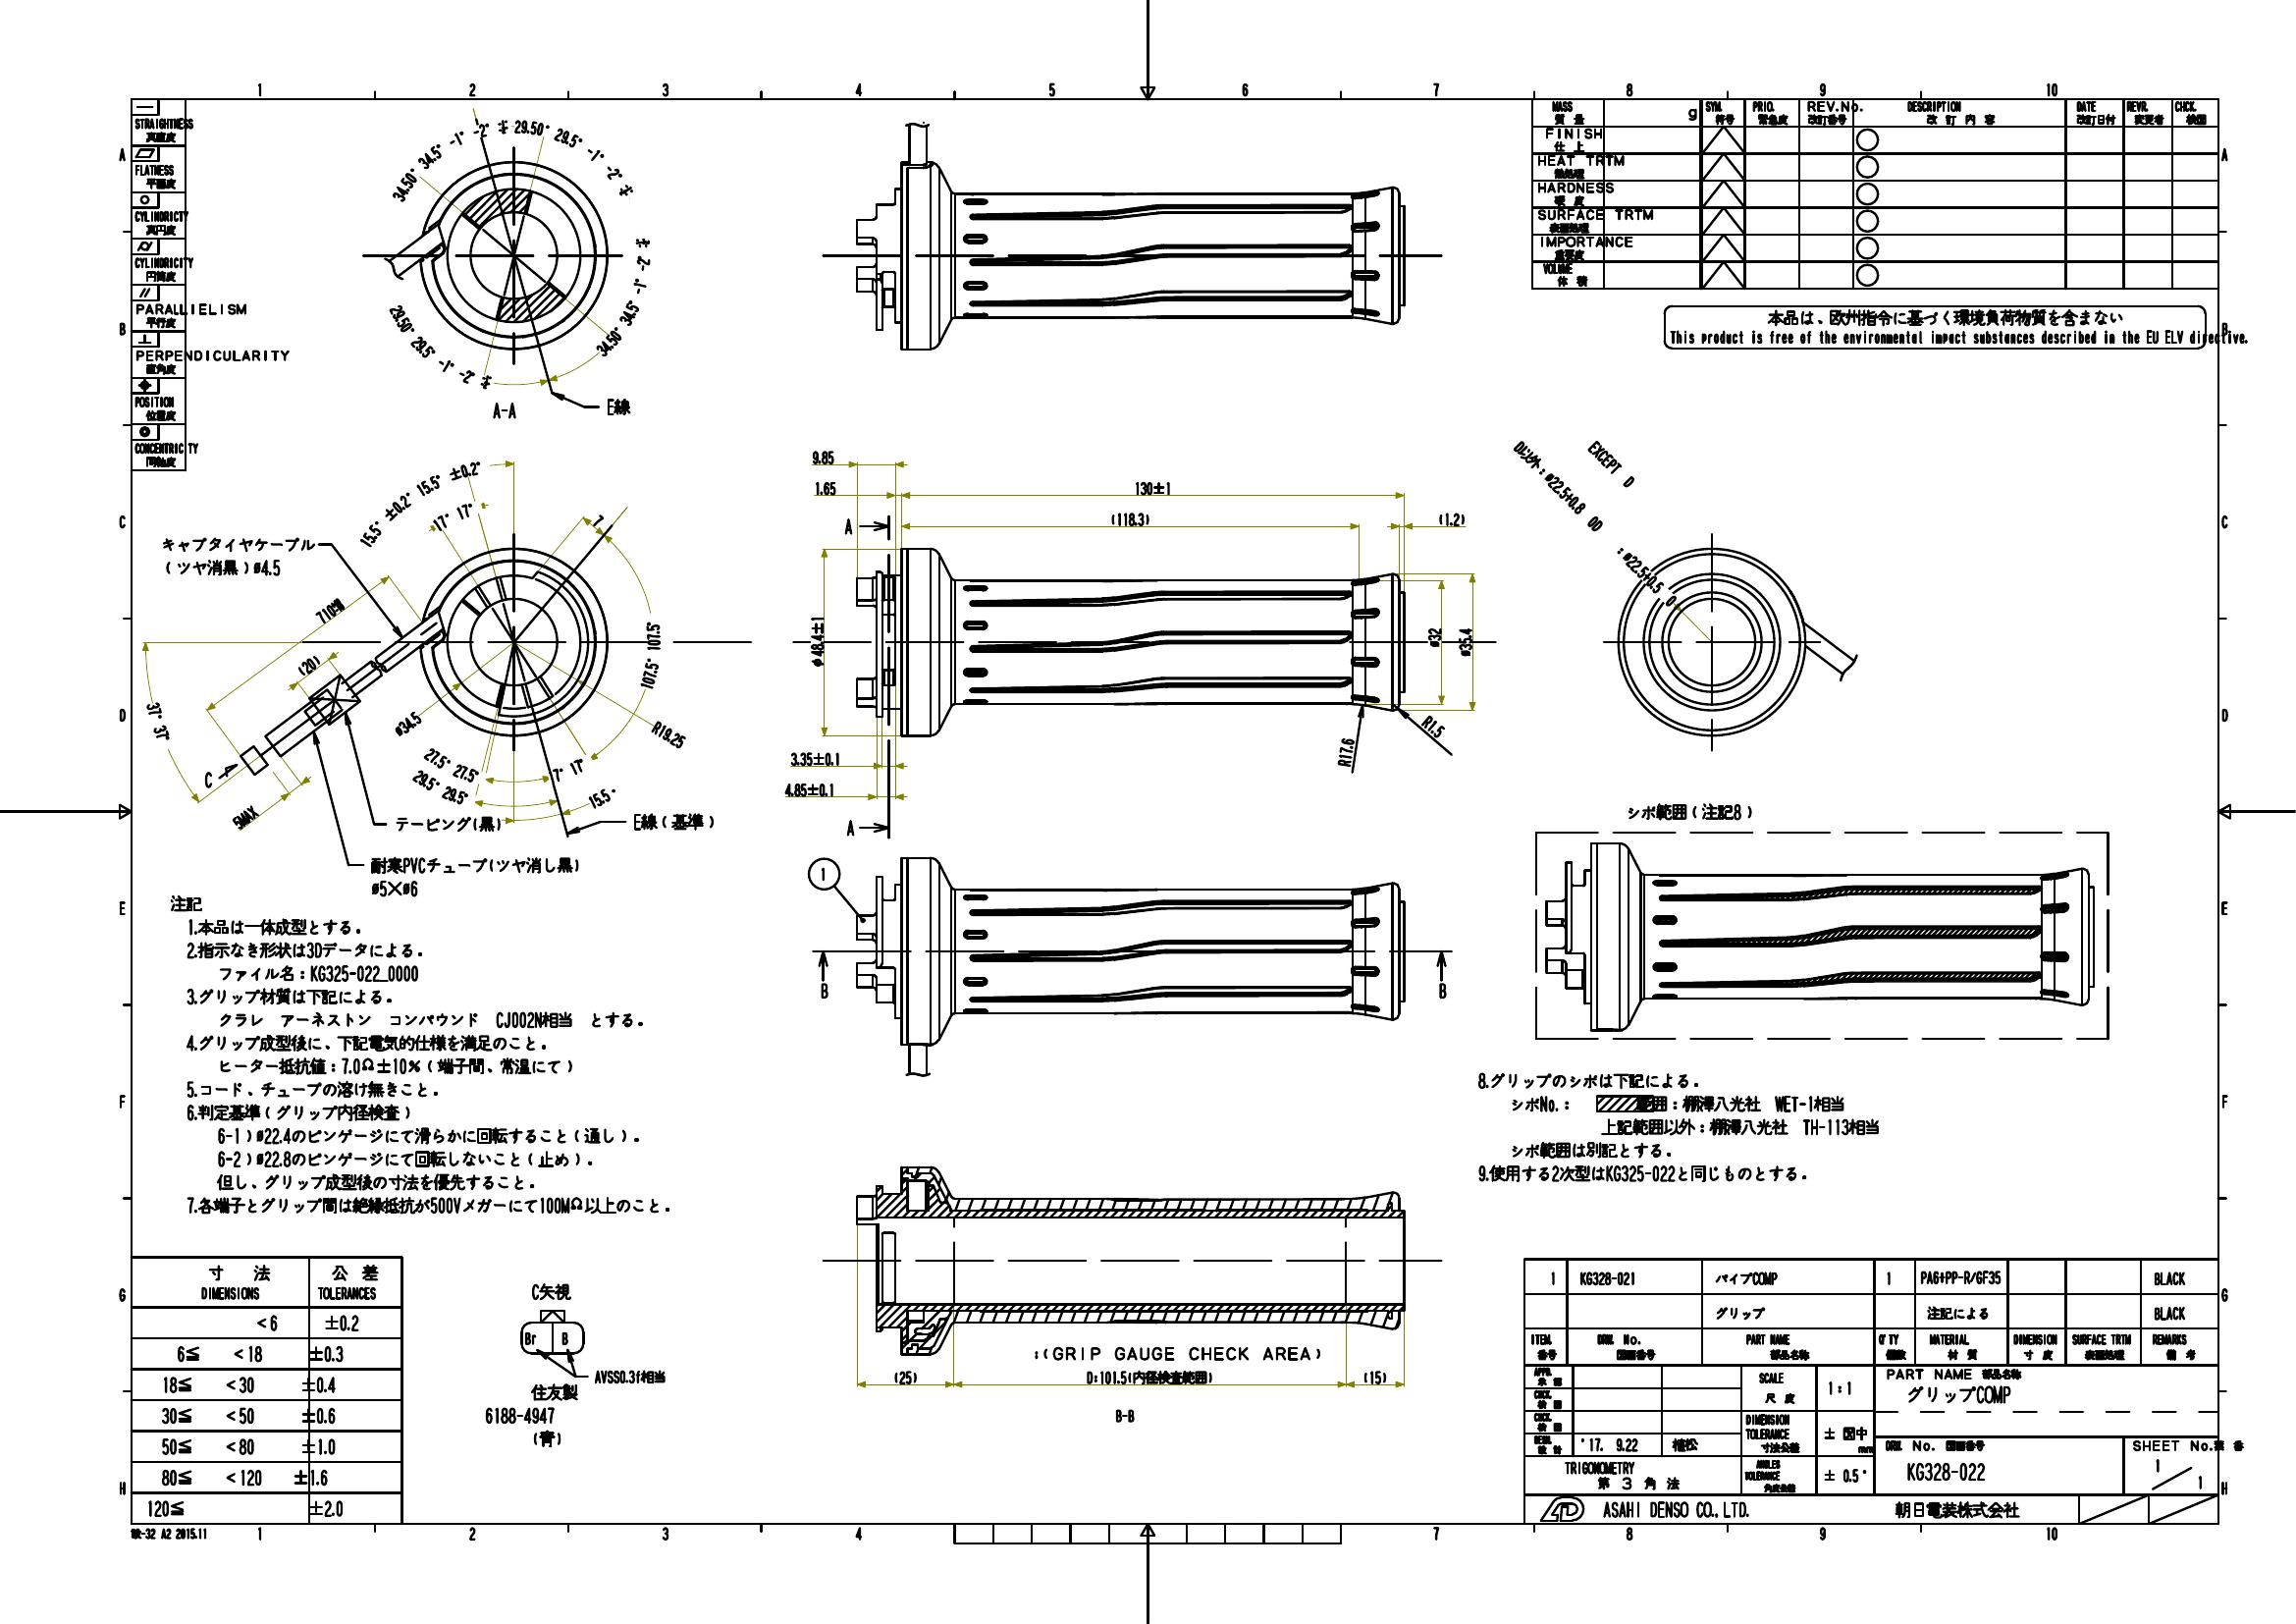 1 2 3 4 5 6 7 8 9 10
A
B
C
D
E
F
G
H
STRAIGHTNESS
真直度
FLATNESS
平面度
CYLINDRICTY
真円度
CYLINDRICITY
円筒度
PARALLIELISM
平行度
PERPENDICULARITY
直角度
POSITION
位置度
CONCENTRICTY
同軸度
34.50° 34.5° -1° -2°
29.50° 29.5° -1° -2°
34.50° 34.5° -1° -2°
29.50° 29.5° -1° -2°
A-A
E線
MASS
質 量
g
SYM.
符号
PRIO.
緊急度
REV.No.
改訂番号
DESCRIPTION
改 訂 内 容
DATE
改訂日付
REVR.
変更者
CHCK.
検図
FINISH
仕 上
HEAT TRTM
熱処理
HARDNESS
硬 度
SURFACE TRTM
表面処理
IMPORTANCE
重要度
VOLUME
体 積
本品は、欧州指令に基づく環境負荷物質を含まない
This product is free of the environmental impact substances described in the EU ELV directive.
15.5° ±0.2° 15.5° ±0.2°
17° 17°
7
キャブタイヤケーブル
(ツヤ消黒)ø4.5
(20)
37° 37°
C
5MAX
ø34.5
107.5° 107.5°
R19.25
27.5° 27.5°
29.5° 29.5°
7° 17°
15.5°
テーピング(黒)
E線(基準)
耐寒PVCチューブ(ツヤ消し黒)
ø5×ø6
9.85
1.65
130±1
A
(118.3)
(1.2)
φ48.4±1
ø32
ø35.4
R17.6
R1.5
3.35±0.1
4.85±0.1
A
D以外:ø22.5+0.8 0D
EXCEPT D
:ø22.5+0.5 0
シボ範囲(注記8)
1
B
B
注記
1.本品は一体成型とする。
2.指示なき形状は3Dデータによる。
ファイル名:KG325-022_0000
3.グリップ材質は下記による。
クラレ アーネストン コンパウンド CJ002N相当 とする。
4.グリップ成型後に、下記電気的仕様を満足のこと。
ヒーター抵抗値:7.0Ω±10%(端子間、常温にて)
5.コード、チューブの溶け無きこと。
6.判定基準(グリップ内径検査)
6-1)ø22.4のピンゲージにて滑らかに回転すること(通し)。
6-2)ø22.8のピンゲージにて回転しないこと(止め)。
但し、グリップ成型後の寸法を優先すること。
7.各端子とグリップ間は絶縁抵抗が500Vメガーにて100MΩ以上のこと。
8.グリップのシボは下記による。
シボNo.: 範囲:棚澤八光社 WET-1相当
上記範囲以外:棚澤八光社 TH-113相当
シボ範囲は別記とする。
9.使用する2次型はKG325-022と同じものとする。
:(GRIP GAUGE CHECK AREA)
(25)
D:101.5(内径検査範囲)
(15)
B-B
寸 法
DIMENSIONS
公 差
TOLERANCES
<6 ±0.2
6≦ <18 ±0.3
18≦ <30 ±0.4
30≦ <50 ±0.6
50≦ <80 ±1.0
80≦ <120 ±1.6
120≦ ±2.0
C矢視
Br B
AVSS0.3f相当
住友製
6188-4947
(青)
1 KG328-021 パイプCOMP 1 PA6+PP-R/GF35 BLACK
グリップ 注記による BLACK
ITEM.
番号
DRW. No.
図面番号
PART NAME
部品名称
Q'TY
個数
MATERIAL
材 質
DIMENSION
寸 度
SURFACE TRTM
表面処理
REMARKS
備 考
APPR.
承 認
CHCK.
検 図
CHCK.
検 図
設 計
'17. 9.22 植松
SCALE
尺 度
1:1
DIMENSION
TOLERANCE
寸法公差
± 図中
mm
ANGLES
TOLERANCE
角度公差
± 0.5°
TRIGONOMETRY
第 3 角 法
PART NAME 部品名称
グリップCOMP
DRW. No. 図面番号
KG328-022
SHEET No.葉 番
1/1
ASAHI DENSO CO.,LTD.
朝日電装株式会社
A2 2015.11
1 2 3 4 7 8 9 10